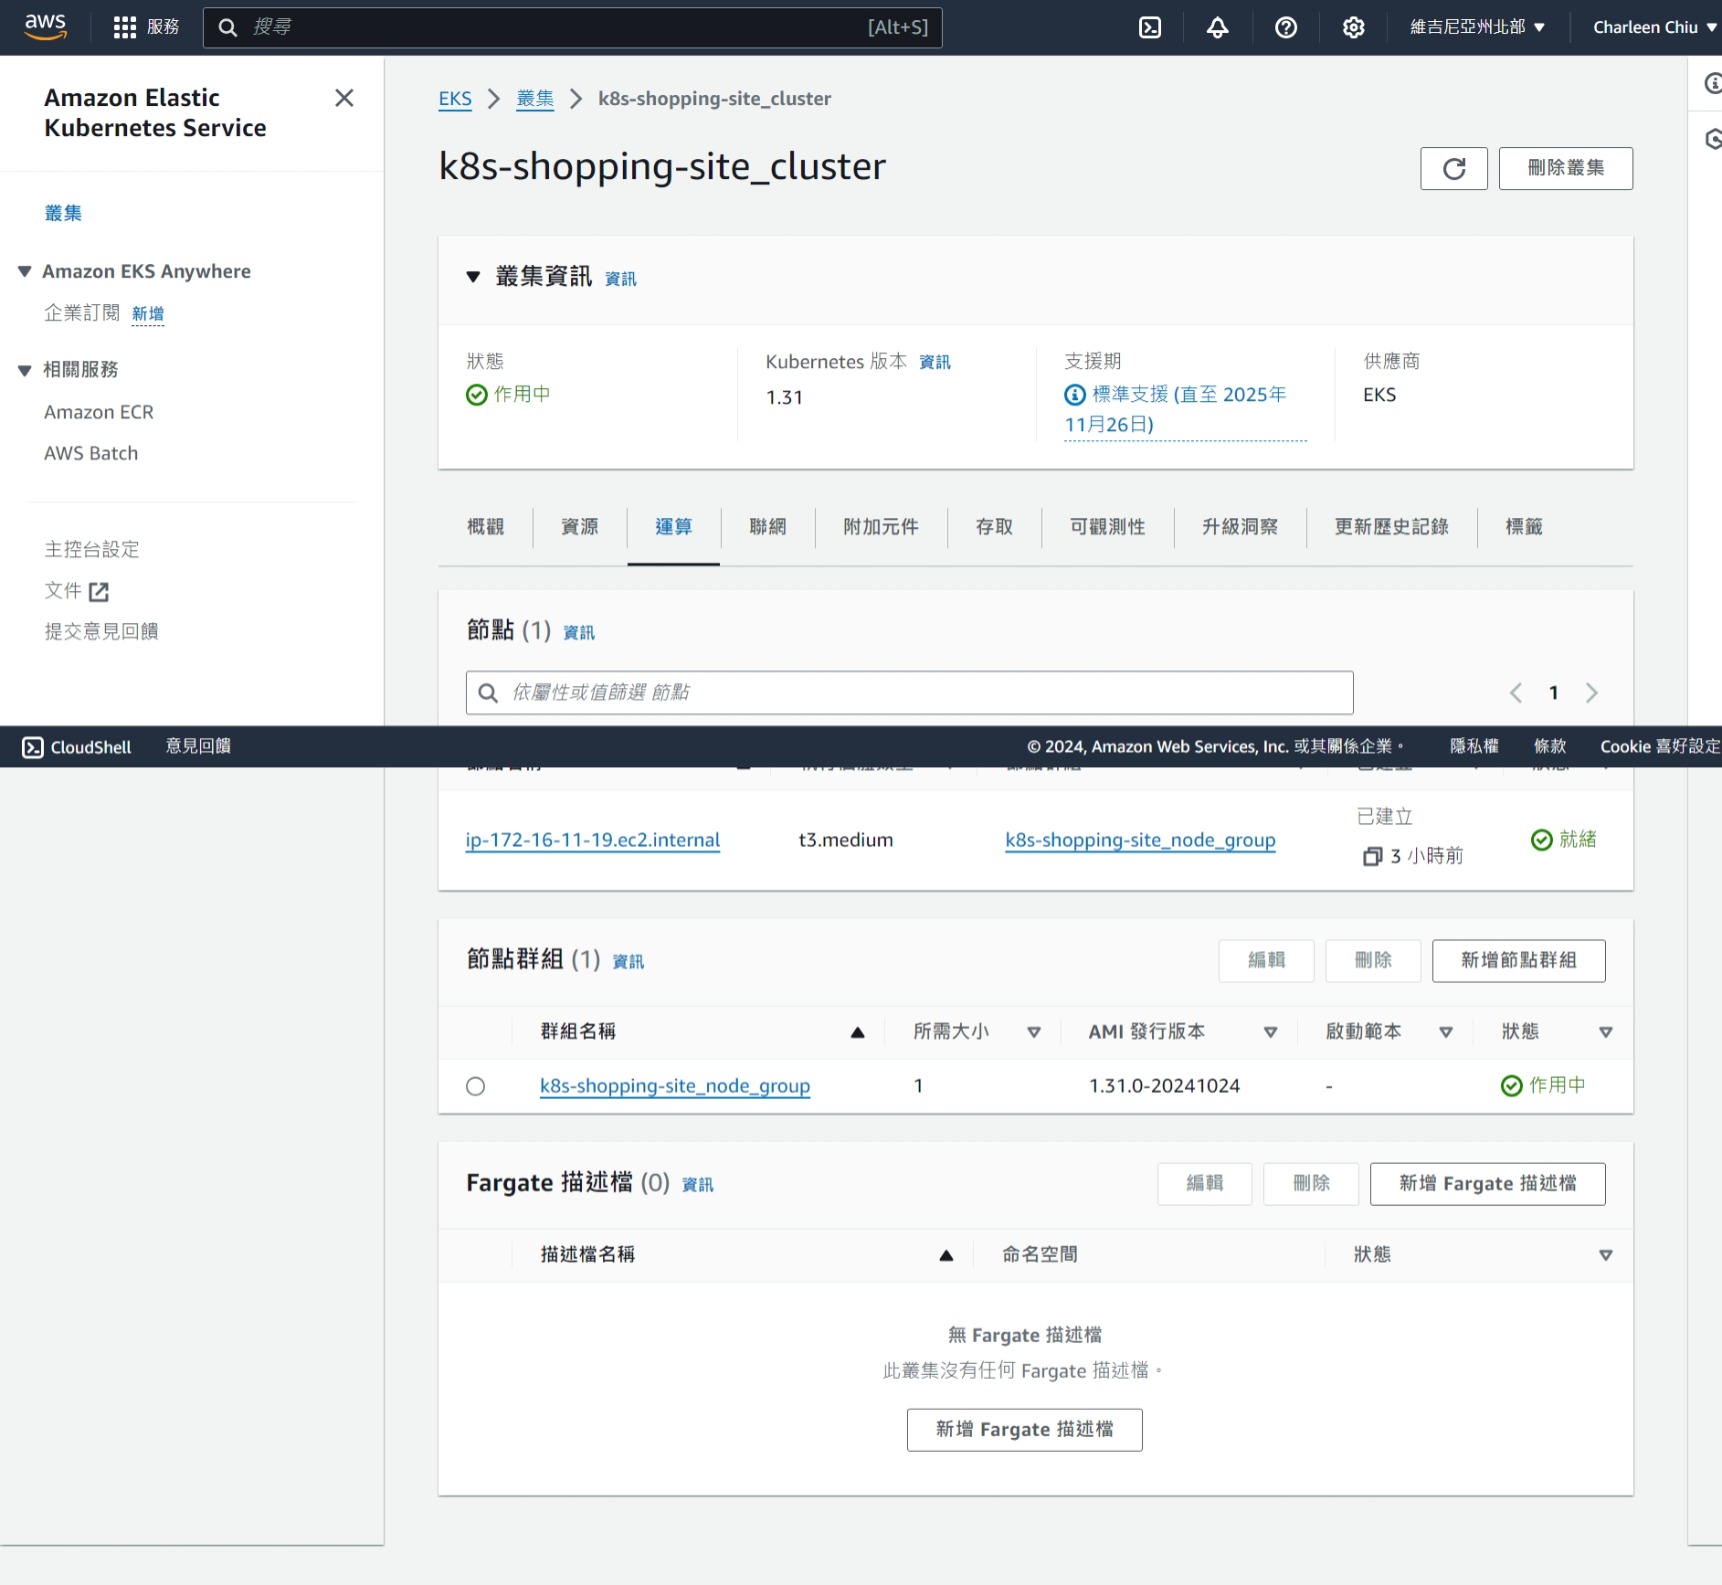 aws
服務
搜尋
[Alt+S]
維吉尼亞州北部
Charleen Chiu
Amazon Elastic
Kubernetes Service
叢集
Amazon EKS Anywhere
企業訂閱 新增
相關服務
Amazon ECR
AWS Batch
主控台設定
文件
提交意見回饋
EKS
叢集
k8s-shopping-site_cluster
k8s-shopping-site_cluster
刪除叢集
叢集資訊 資訊
狀態
作用中
Kubernetes 版本 資訊
1.31
支援期
標準支援 (直至 2025年
11月26日)
供應商
EKS
概觀
資源
運算
聯網
附加元件
存取
可觀測性
升級洞察
更新歷史記錄
標籤
節點 (1) 資訊
依屬性或值篩選 節點
1
CloudShell
意見回饋
© 2024, Amazon Web Services, Inc. 或其關係企業。
隱私權
條款
Cookie 喜好設定
ip-172-16-11-19.ec2.internal
t3.medium
k8s-shopping-site_node_group
已建立
3 小時前
就緒
節點群組 (1) 資訊
編輯
刪除
新增節點群組
群組名稱
所需大小
AMI 發行版本
啟動範本
狀態
k8s-shopping-site_node_group
1
1.31.0-20241024
-
作用中
Fargate 描述檔 (0) 資訊
編輯
刪除
新增 Fargate 描述檔
描述檔名稱
命名空間
狀態
無 Fargate 描述檔
此叢集沒有任何 Fargate 描述檔。
新增 Fargate 描述檔